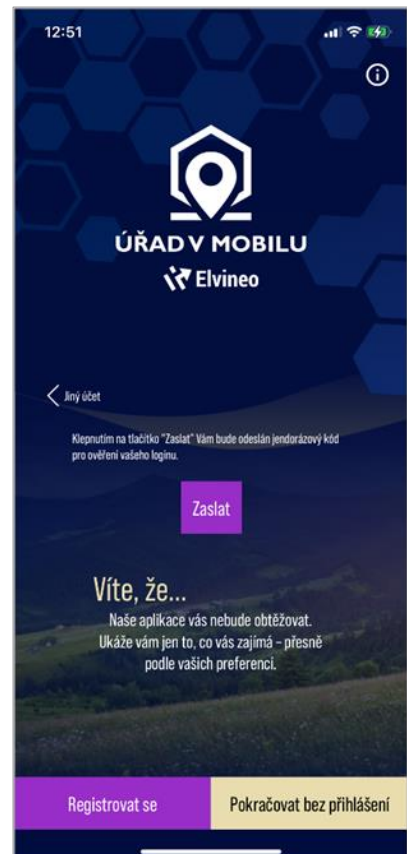 12:51
ÚŘAD V MOBILU
Elvineo
Jiný účet
Klepnutím na tlačítko "Zaslat" Vám bude odeslán jendorázový kód
pro ověření vašeho loginu.
Zaslat
Víte, že...
Naše aplikace vás nebude obtěžovat.
Ukáže vám jen to, co vás zajímá – přesně
podle vašich preferenci.
Registrovat se
Pokračovat bez přihlášení